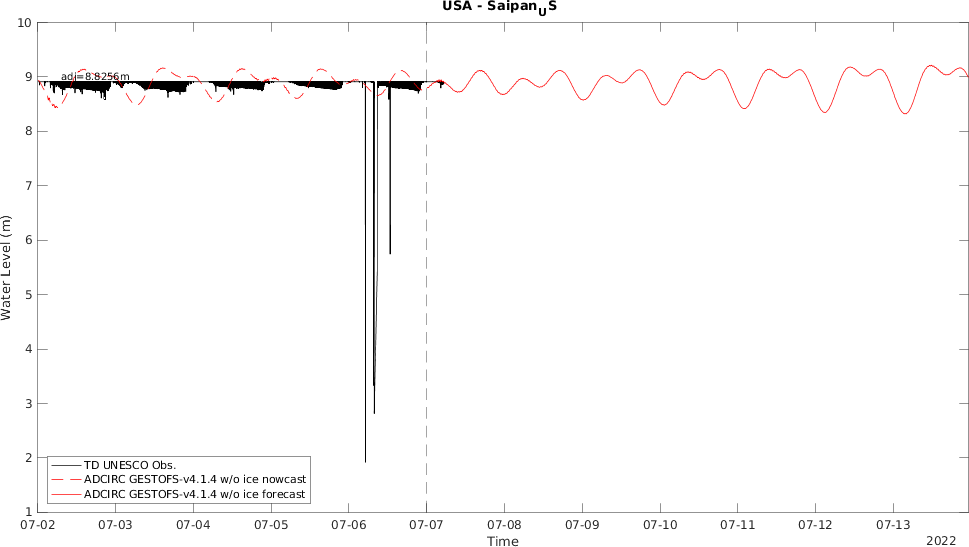 USA - Saipan_US
10
9
8
7
6
5
4
3
2
1
Water Level (m)
adj=8.8256m
TD UNESCO Obs.
ADCIRC GESTOFS-v4.1.4 w/o ice nowcast
ADCIRC GESTOFS-v4.1.4 w/o ice forecast
07-02 07-03 07-04 07-05 07-06 07-07 07-08 07-09 07-10 07-11 07-12 07-13
Time
2022